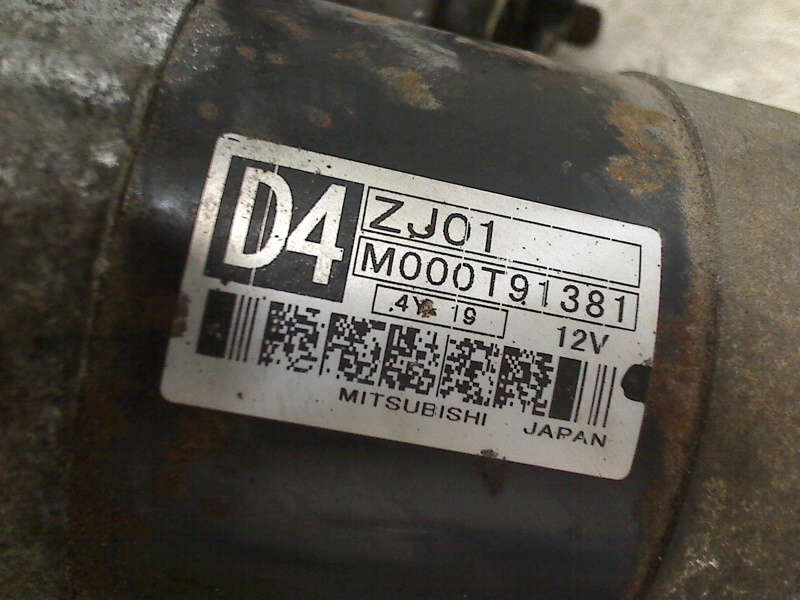 D4
ZJ01
M000T91381
4Y 19
12V
MITSUBISHI
JAPAN